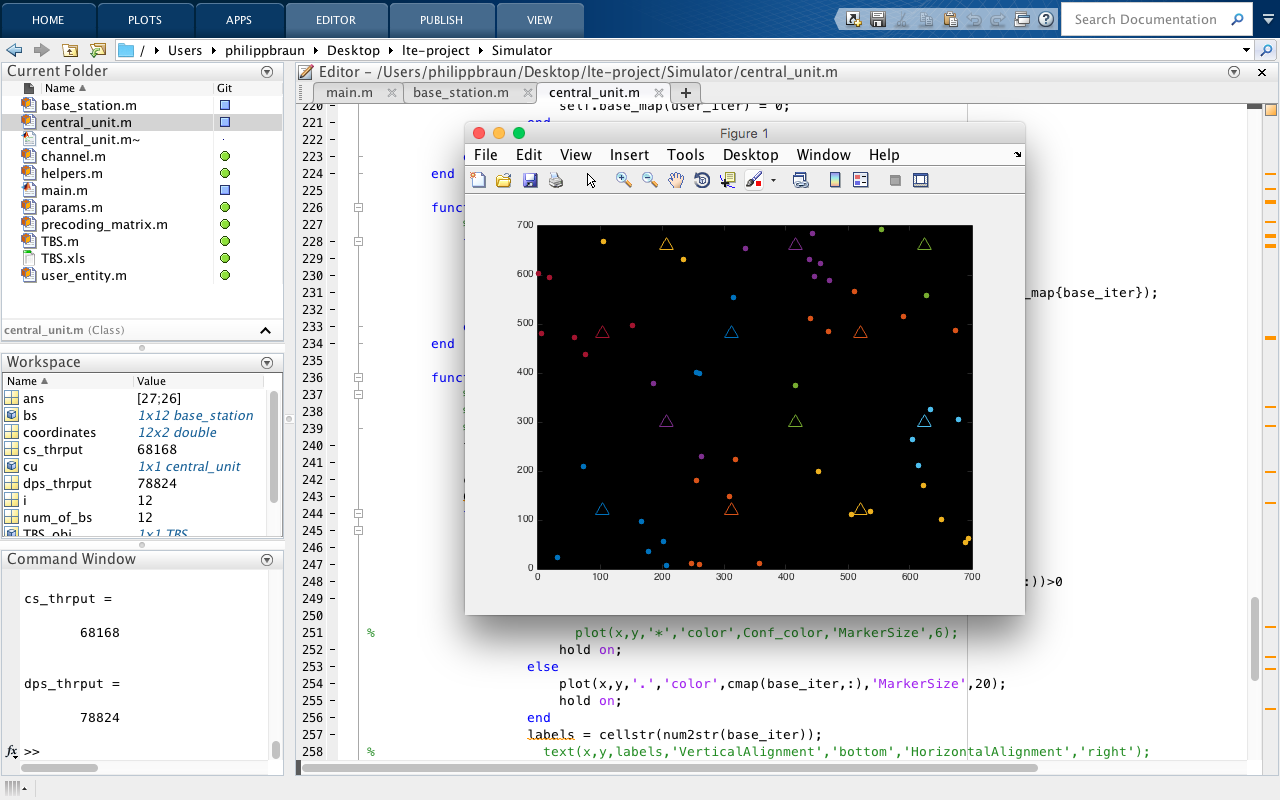 HOME PLOTS APPS EDITOR PUBLISH VIEW Search Documentation
/ Users philippbraun Desktop lte-project Simulator
Current Folder
Name Git
base_station.m
central_unit.m
central_unit.m~
channel.m
helpers.m
main.m
params.m
precoding_matrix.m
TBS.m
TBS.xls
user_entity.m
central_unit.m (Class)
Workspace
Name Value
ans [27;26]
bs 1x12 base_station
coordinates 12x2 double
cs_thrput 68168
cu 1x1 central_unit
dps_thrput 78824
i 12
num_of_bs 12
TBS_obj 1x1 TBS
Command Window
cs_thrput =
68168
dps_thrput =
78824
fx >>
Editor – /Users/philippbraun/Desktop/lte-project/Simulator/central_unit.m
main.m base_station.m central_unit.m
220 – self.base_map(user_iter) = 0;
221 – end
222
223 –
224 – end
225
226 – func
227
228 –
229 –
230 –
231 – _map{base_iter});
232
233 –
234 – end
235
236 – func
237 –
238 –
239 –
240 –
241 –
242 –
243 –
244 –
245 –
246 –
247 –
248 – :))>0
249
250
251 % plot(x,y,'*','color',Conf_color,'MarkerSize',6);
252 – hold on;
253 – else
254 – plot(x,y,'.','color',cmap(base_iter,:),'MarkerSize',20);
255 – hold on;
256 – end
257 – labels = cellstr(num2str(base_iter));
258 % text(x,y,labels,'VerticalAlignment','bottom','HorizontalAlignment','right');
Figure 1
File Edit View Insert Tools Desktop Window Help
700
600
500
400
300
200
100
0
0 100 200 300 400 500 600 700